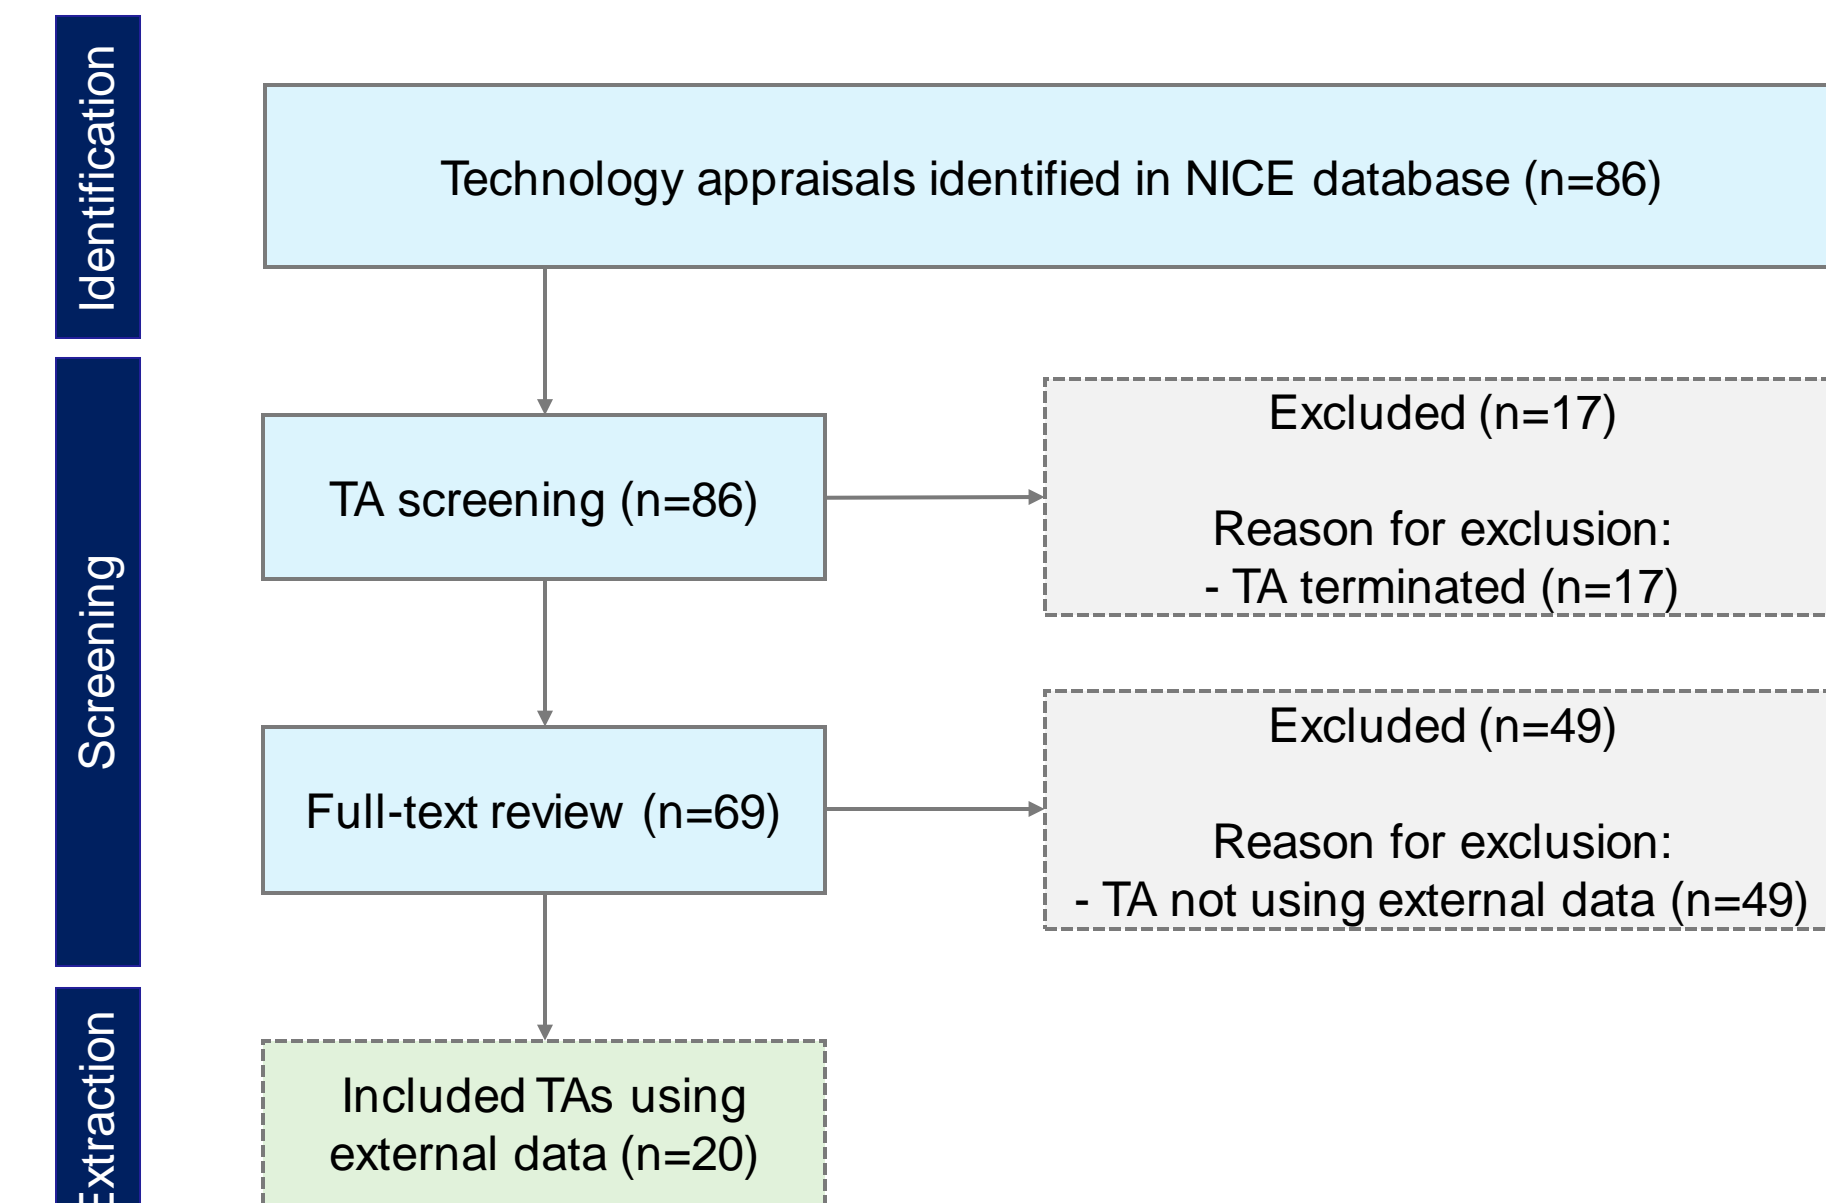 Identification
Technology appraisals identified in NICE database (n=86)
Screening
TA screening (n=86)
Excluded (n=17)
Reason for exclusion:
- TA terminated (n=17)
Full-text review (n=69)
Excluded (n=49)
Reason for exclusion:
- TA not using external data (n=49)
Extraction
Included TAs using
external data (n=20)